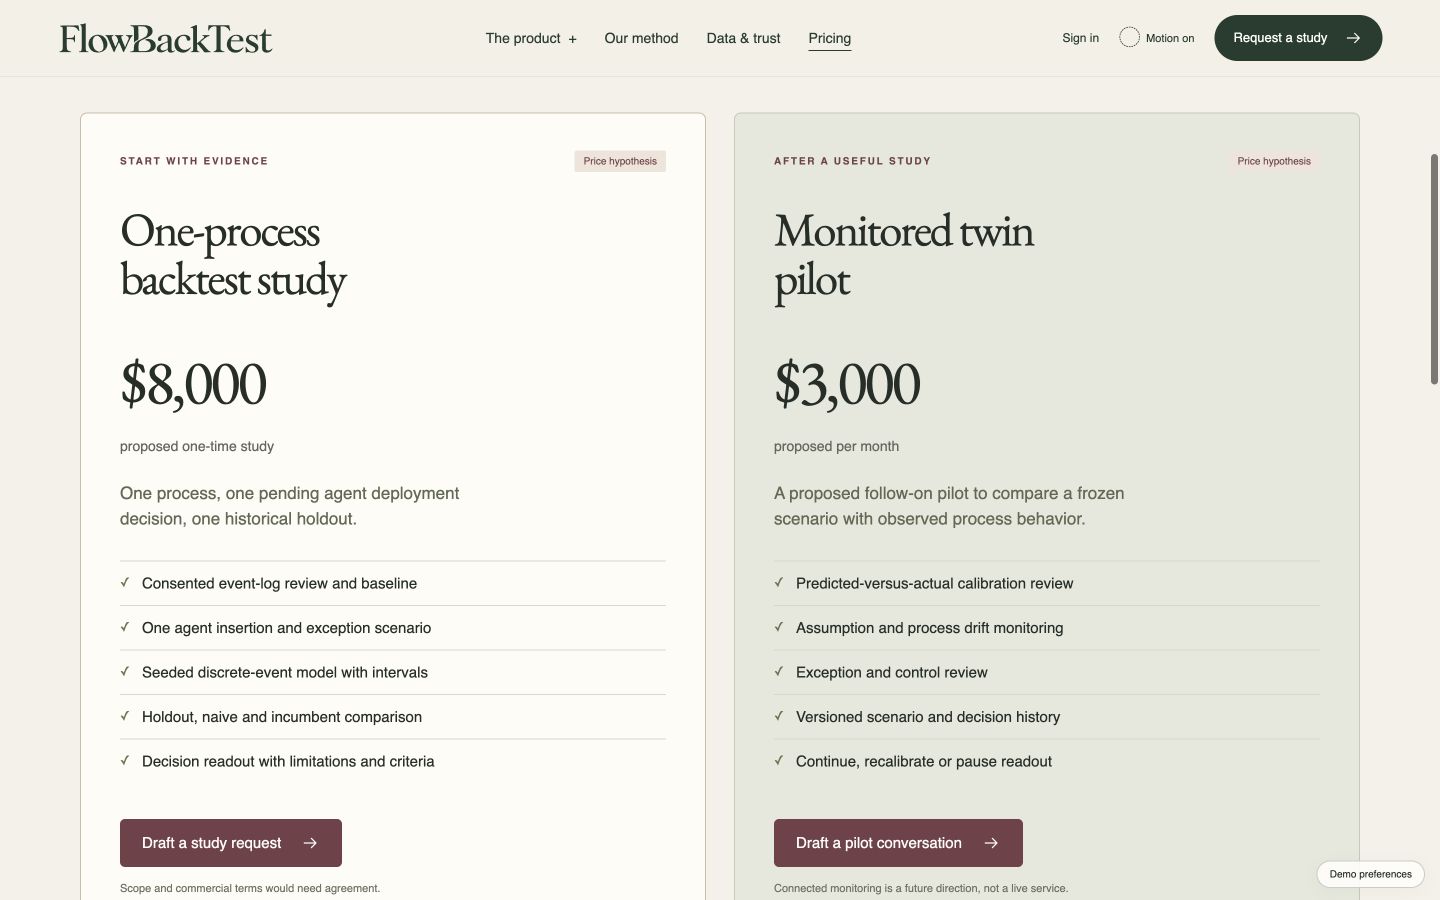 FlowBackTest
The product +
Our method
Data & trust
Pricing
Sign in
Motion on
Request a study →
START WITH EVIDENCE
Price hypothesis
One-process
backtest study
$8,000
proposed one-time study
One process, one pending agent deployment
decision, one historical holdout.
✓ Consented event-log review and baseline
✓ One agent insertion and exception scenario
✓ Seeded discrete-event model with intervals
✓ Holdout, naive and incumbent comparison
✓ Decision readout with limitations and criteria
Draft a study request →
Scope and commercial terms would need agreement.
AFTER A USEFUL STUDY
Price hypothesis
Monitored twin
pilot
$3,000
proposed per month
A proposed follow-on pilot to compare a frozen
scenario with observed process behavior.
✓ Predicted-versus-actual calibration review
✓ Assumption and process drift monitoring
✓ Exception and control review
✓ Versioned scenario and decision history
✓ Continue, recalibrate or pause readout
Draft a pilot conversation →
Connected monitoring is a future direction, not a live service.
Demo preferences